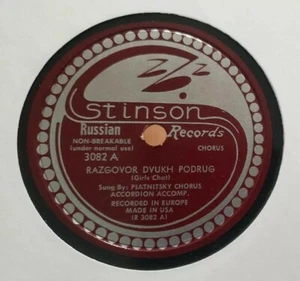 Stinson
Russian Records
NON-BREAKABLE
(under normal use)
CHORUS
3082 A
RAZGOVOR DVUKH PODRUG
(Girls Chat)
Sung By: PIATNITSKY CHORUS
ACCORDION ACCOMP.
RECORDED IN EUROPE
MADE IN USA
(R 3082 A)